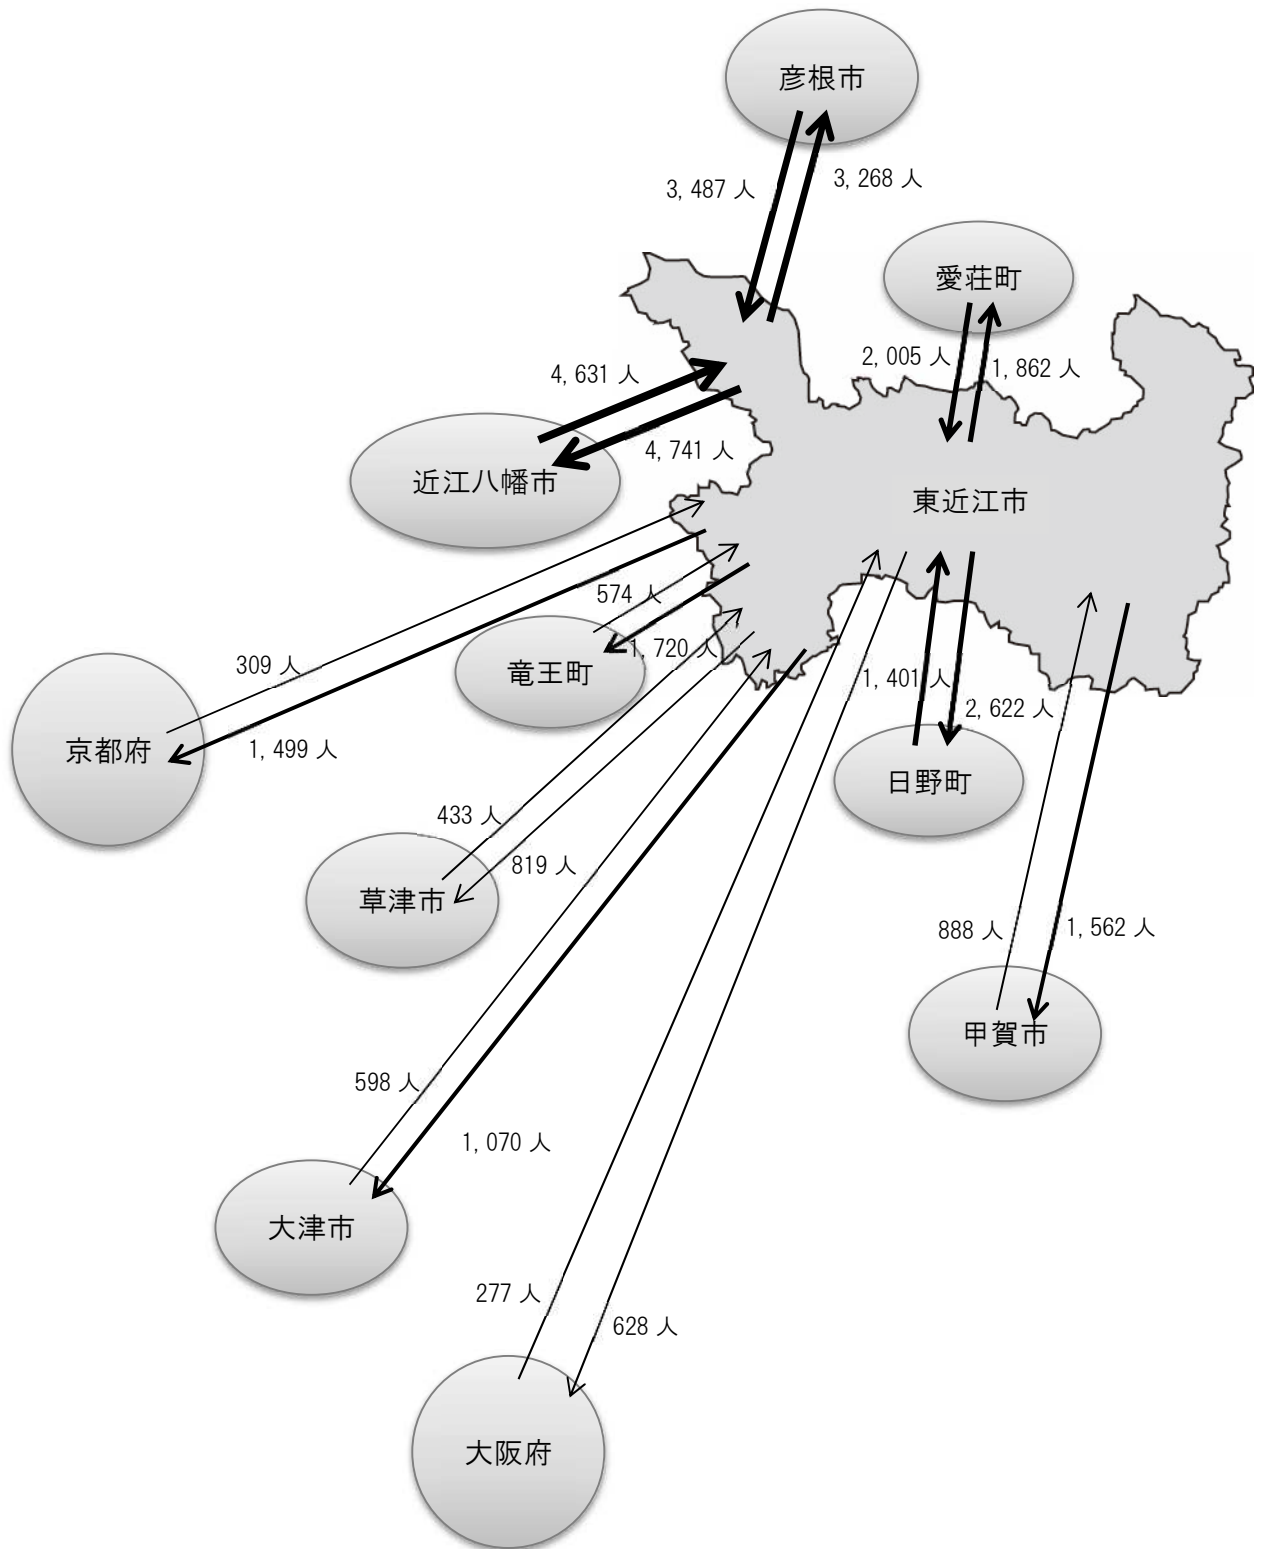 彦根市
3,487 人
3,268 人
愛荘町
2,005 人
1,862 人
4,631 人
4,741 人
近江八幡市
東近江市
574 人
1,720 人
竜王町
309 人
1,499 人
京都府
1,401 人
2,622 人
日野町
433 人
819 人
草津市
888 人
1,562 人
甲賀市
598 人
1,070 人
大津市
277 人
628 人
大阪府